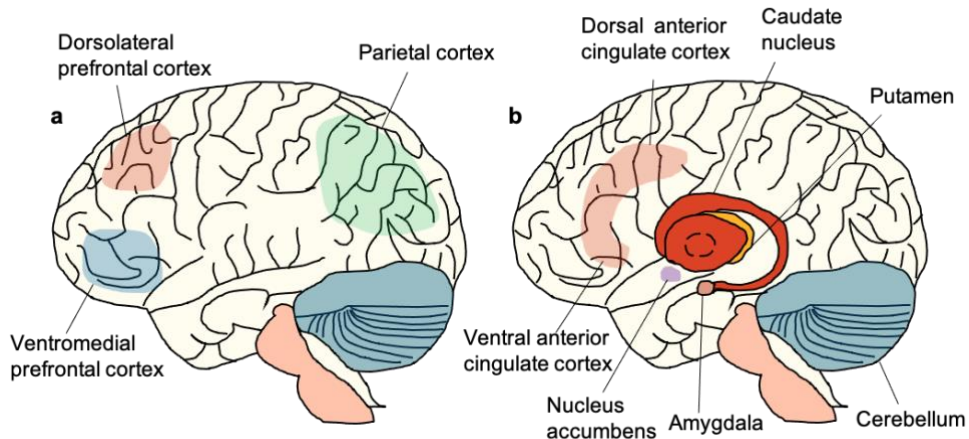 a
Dorsolateral
prefrontal cortex
Parietal cortex
Ventromedial
prefrontal cortex
b
Dorsal anterior
cingulate cortex
Caudate
nucleus
Putamen
Ventral anterior
cingulate cortex
Nucleus
accumbens
Amygdala
Cerebellum